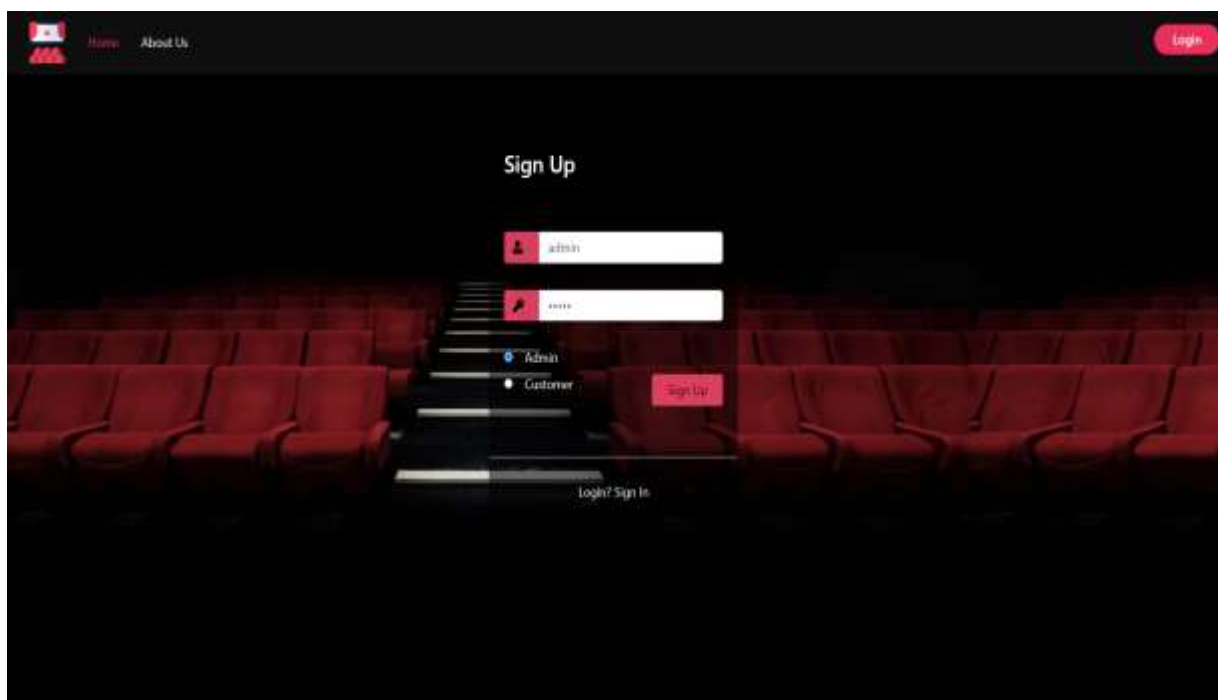 Home About Us Login
Sign Up
admin
•••••
Admin
Customer Sign Up
Login? Sign In